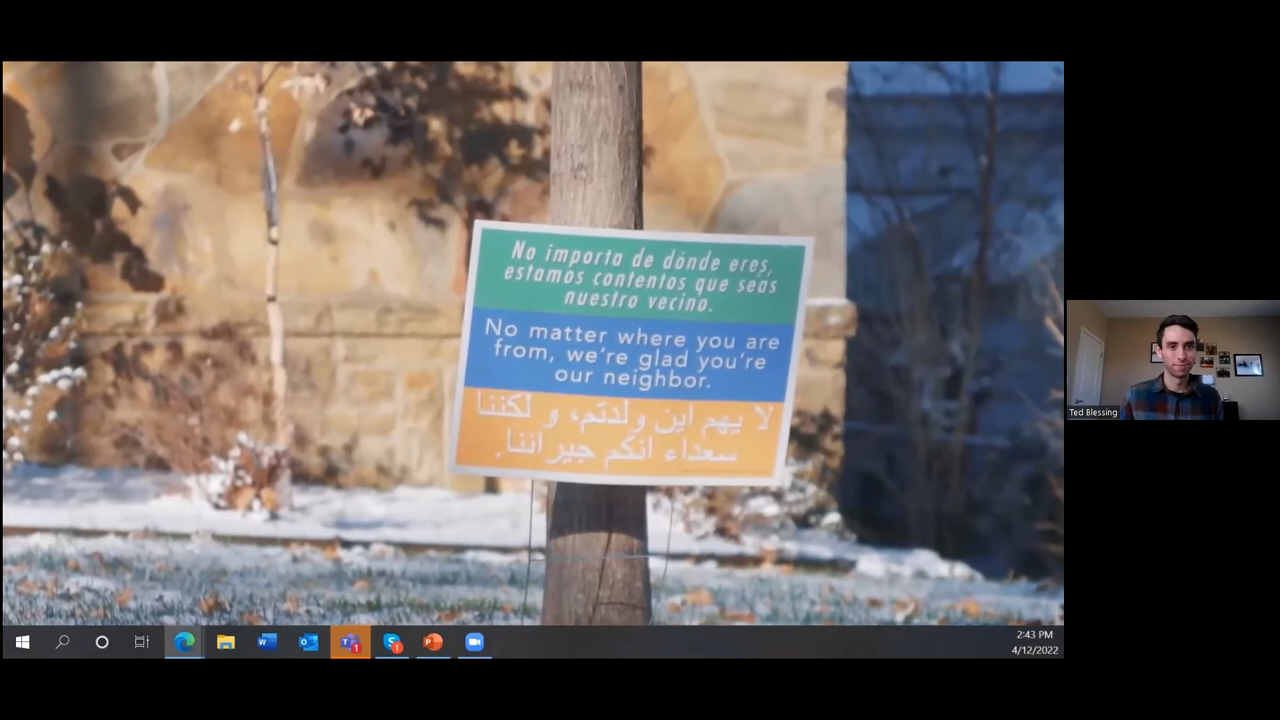 No importa de dónde eres,
estamos contentos que seas
nuestro vecino.
No matter where you are
from, we're glad you're
our neighbor.
لا يهم اين ولدتم، و لكننا
سعداء انكم جيراننا.
Ted Blessing
2:43 PM
4/12/2022